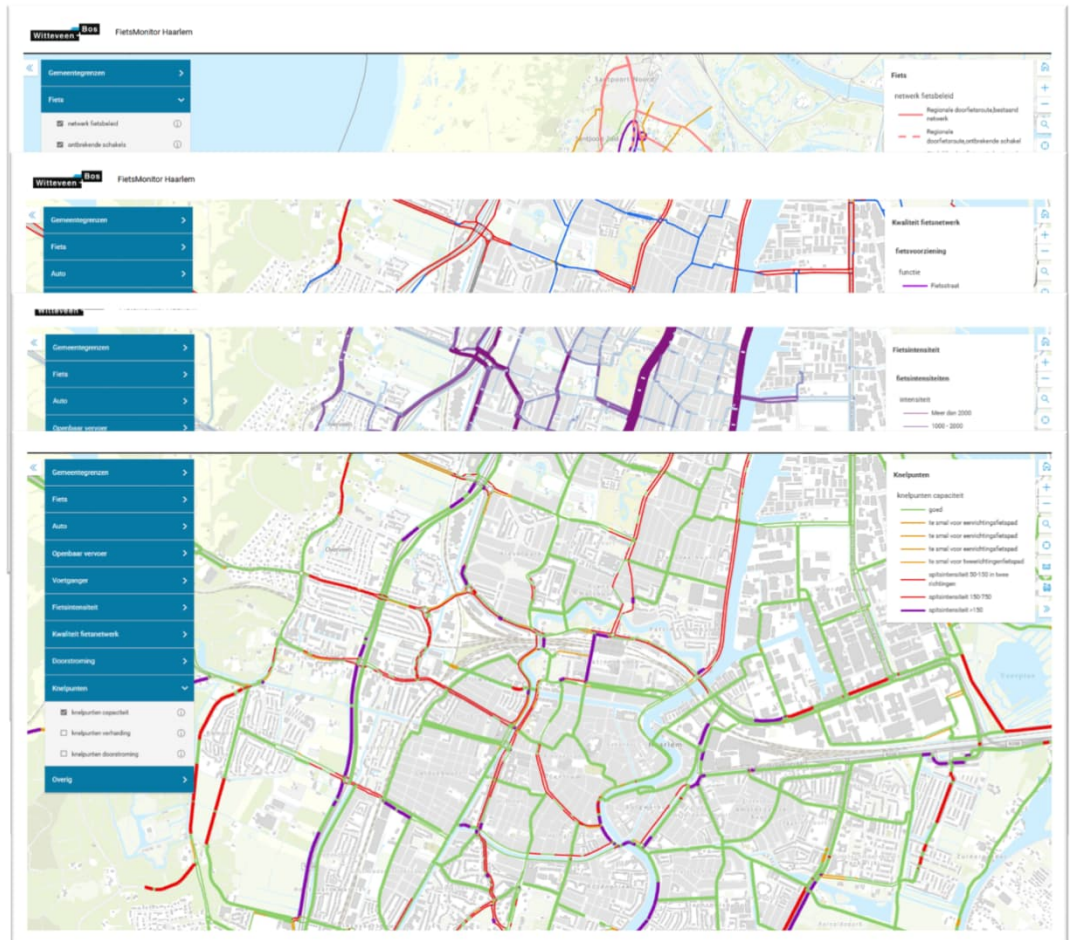 Witteveen + Bos
FietsMonitor Haarlem
Gemeentegrenzen
Fiets
netwerk fietsbeleid
ontbrekende schakels
Santpoort Noord
Fiets
netwerk fietsbeleid
Regionale doorfietsroute,bestaand
netwerk
Regionale
doorfietsroute,ontbrekende schakel
Witteveen + Bos
FietsMonitor Haarlem
Gemeentegrenzen
Fiets
Auto
Kwaliteit fietsnetwerk
fietsvoorziening
functie
Fietsstraat
Gemeentegrenzen
Fiets
Auto
Openbaar vervoer
Fietsintensiteit
fietsintensiteiten
intensiteit
Meer dan 2000
1000 - 2000
Gemeentegrenzen
Fiets
Auto
Openbaar vervoer
Voetganger
Fietsintensiteit
Kwaliteit fietsnetwerk
Doorstroming
Knelpunten
knelpunten capaciteit
knelpunten verharding
knelpunten doorstroming
Overig
Overveen
Haarlem
Knelpunten
knelpunten capaciteit
goed
te smal voor eenrichtingsfietspad
te smal voor eenrichtingsfietspad
te smal voor eenrichtingsfietspad
te smal voor tweerichtingenfietspad
spitsintensiteit 50-150 in twee
richtingen
spitsintensiteit 150-750
spitsintensiteit >150